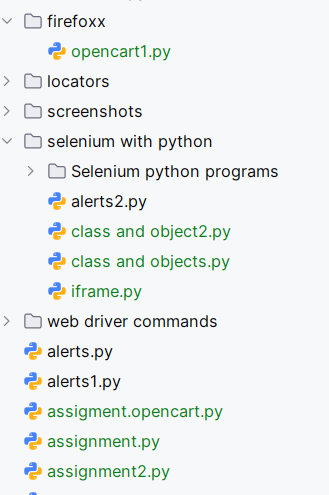 firefoxx
opencart1.py
locators
screenshots
selenium with python
Selenium python programs
alerts2.py
class and object2.py
class and objects.py
iframe.py
web driver commands
alerts.py
alerts1.py
assigment.opencart.py
assignment.py
assignment2.py